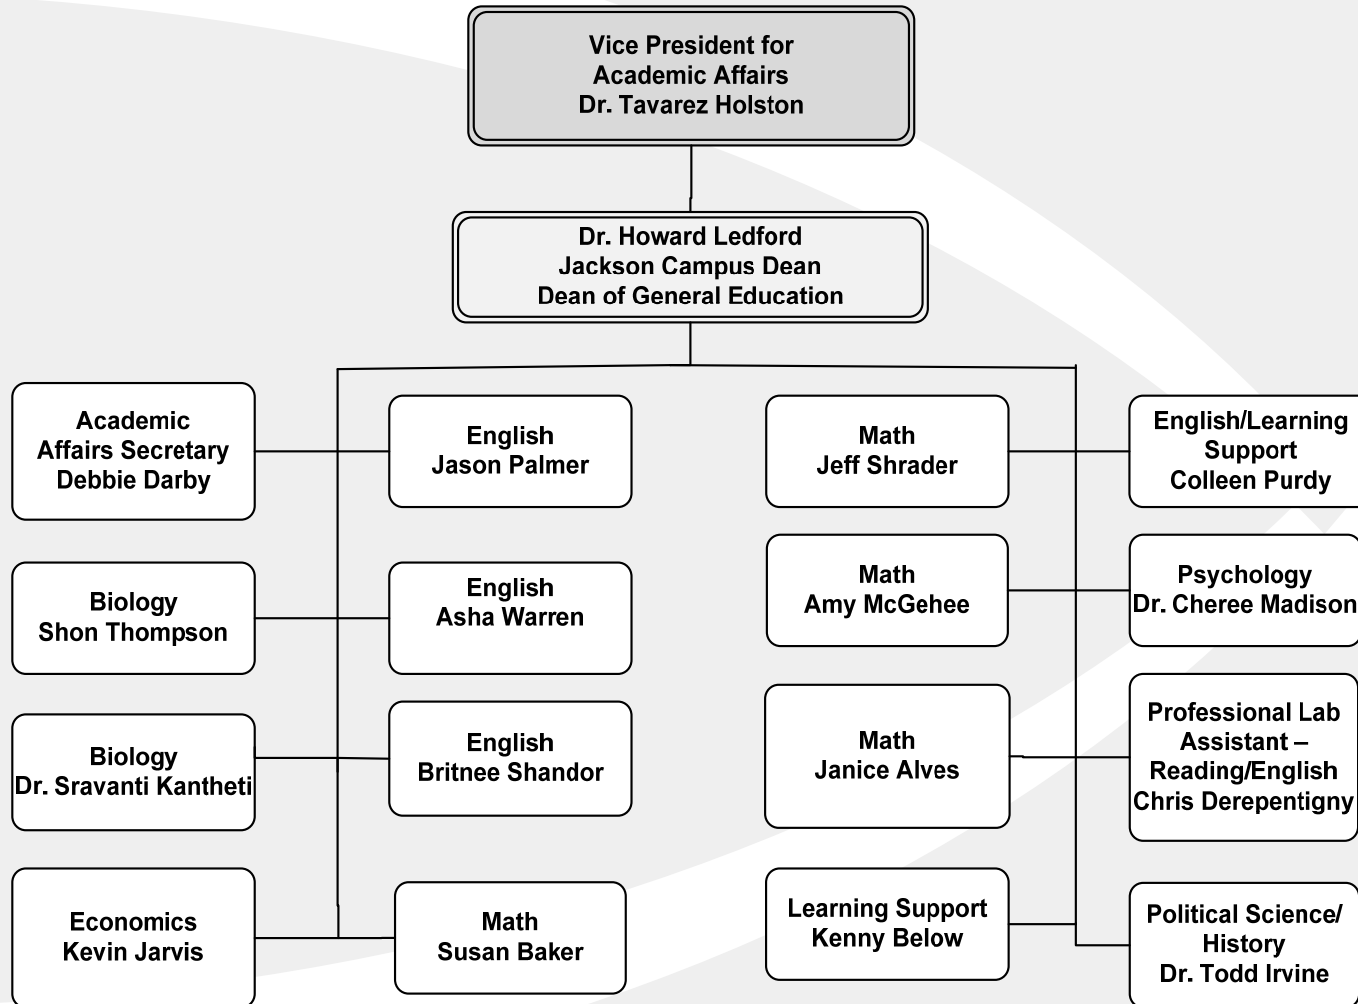 Vice President for
Academic Affairs
Dr. Tavarez Holston
Dr. Howard Ledford
Jackson Campus Dean
Dean of General Education
Academic
Affairs Secretary
Debbie Darby
English
Jason Palmer
Math
Jeff Shrader
English/Learning
Support
Colleen Purdy
Biology
Shon Thompson
English
Asha Warren
Math
Amy McGehee
Psychology
Dr. Cheree Madison
Biology
Dr. Sravanti Kantheti
English
Britnee Shandor
Math
Janice Alves
Professional Lab
Assistant –
Reading/English
Chris Derepentigny
Economics
Kevin Jarvis
Math
Susan Baker
Learning Support
Kenny Below
Political Science/
History
Dr. Todd Irvine